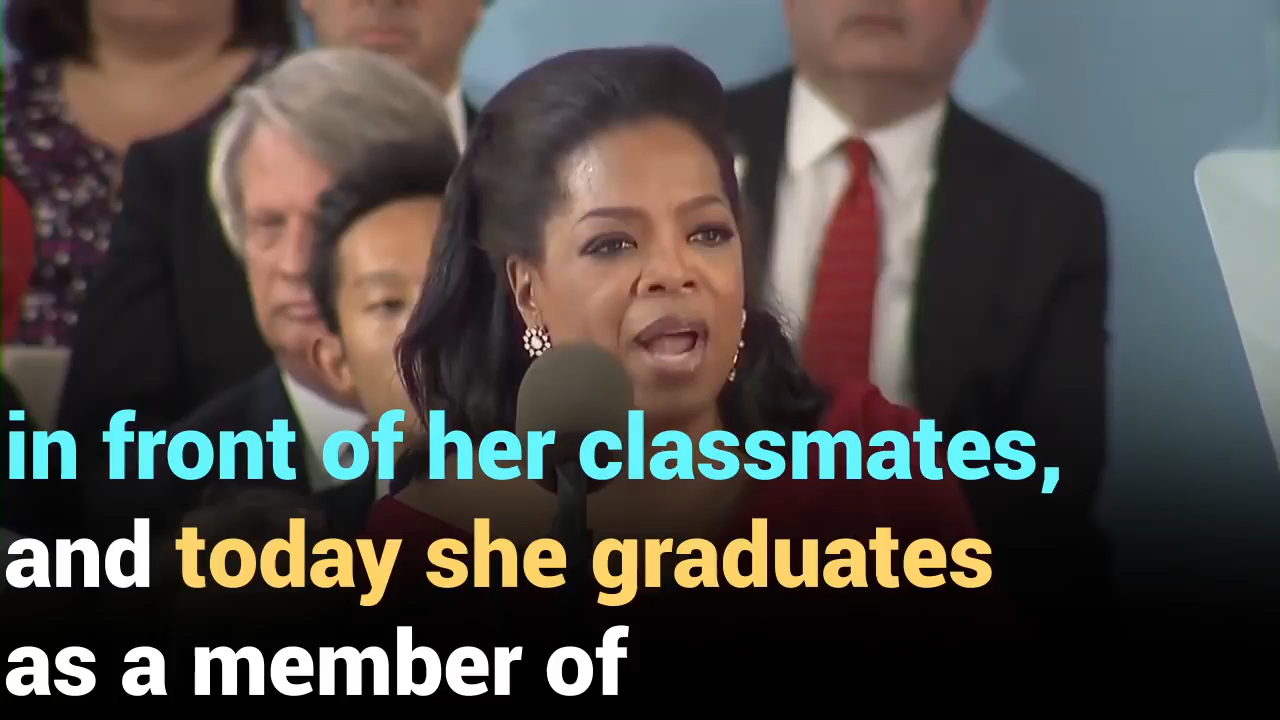 in front of her classmates,
and today she graduates
as a member of